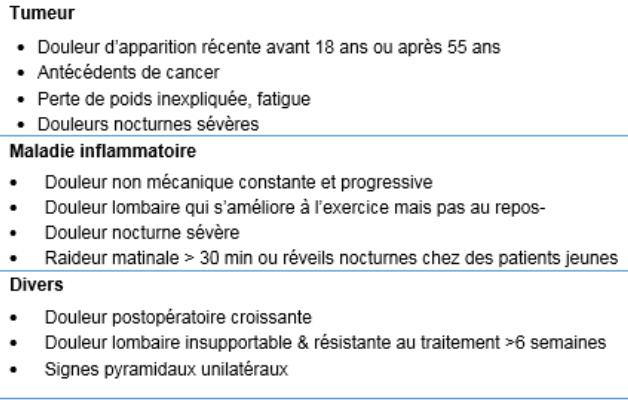 Tumeur
• Douleur d'apparition récente avant 18 ans ou après 55 ans
• Antécédents de cancer
• Perte de poids inexpliquée, fatigue
• Douleurs nocturnes sévères
Maladie inflammatoire
• Douleur non mécanique constante et progressive
• Douleur lombaire qui s'améliore à l'exercice mais pas au repos-
• Douleur nocturne sévère
• Raideur matinale > 30 min ou réveils nocturnes chez des patients jeunes
Divers
• Douleur postopératoire croissante
• Douleur lombaire insupportable & résistante au traitement >6 semaines
• Signes pyramidaux unilatéraux